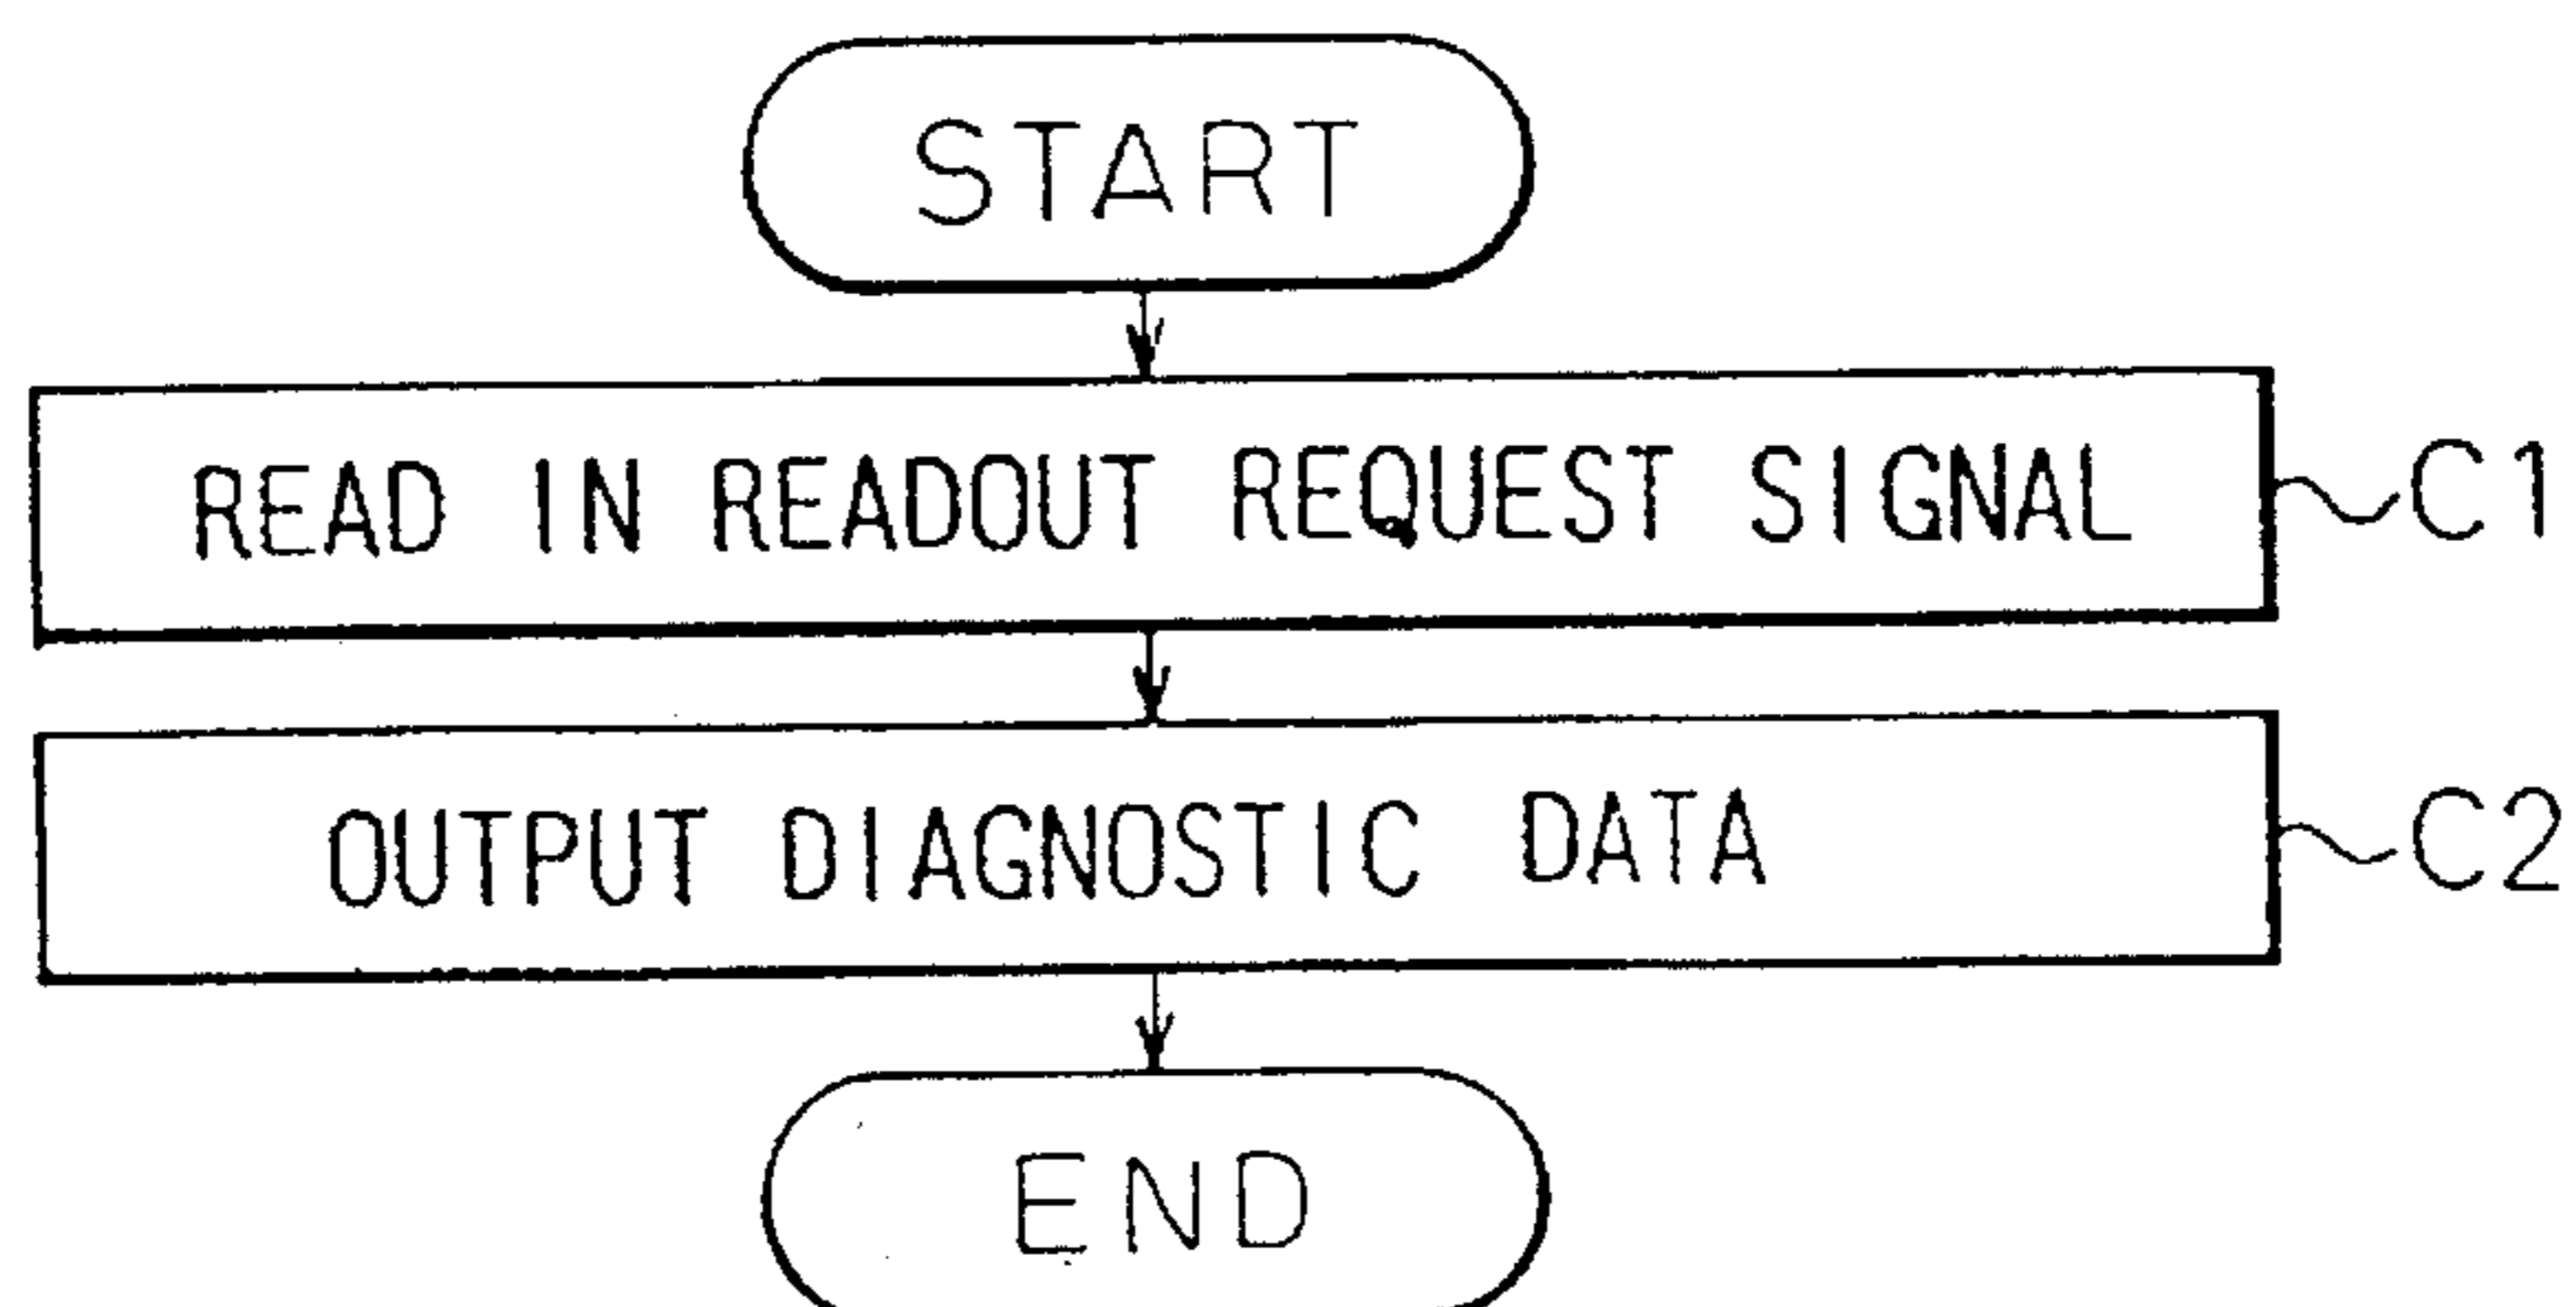 START
READ IN READOUT REQUEST SIGNAL C1
OUTPUT DIAGNOSTIC DATA C2
END